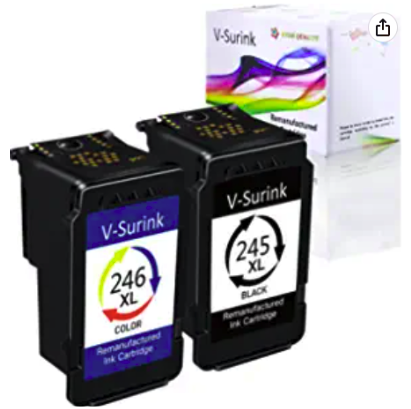 V-Surink
Remanufactured
V-Surink
246
XL
COLOR
Remanufactured
Ink Cartridge
V-Surink
245
XL
BLACK
Remanufactured
Ink Cartridge